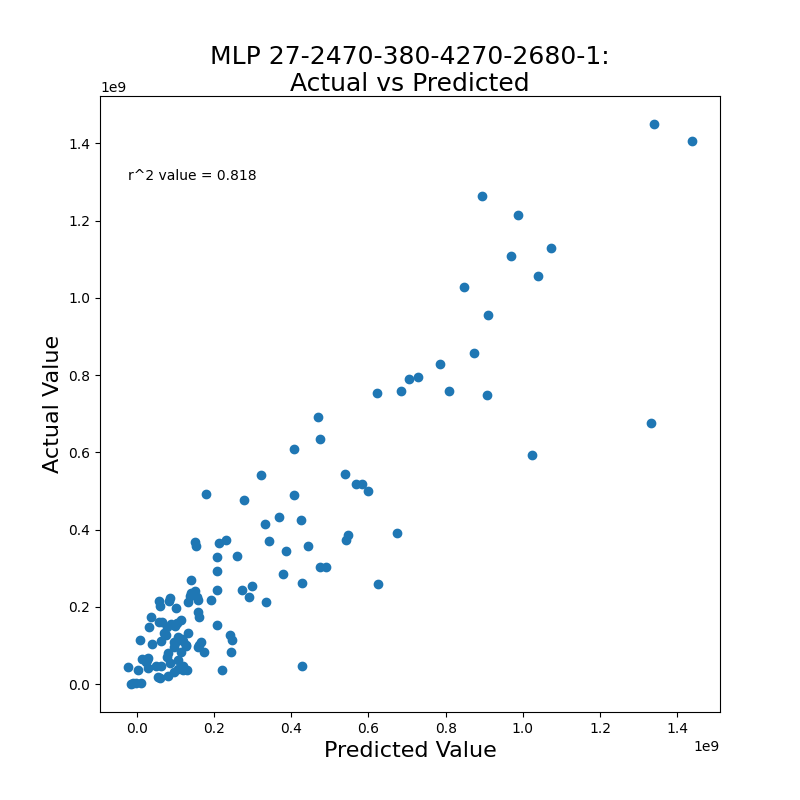 MLP 27-2470-380-4270-2680-1:
Actual vs Predicted
1e9
r^2 value = 0.818
1.4
1.2
1.0
0.8
0.6
0.4
0.2
0.0
Actual Value
0.0 0.2 0.4 0.6 0.8 1.0 1.2 1.4
1e9
Predicted Value